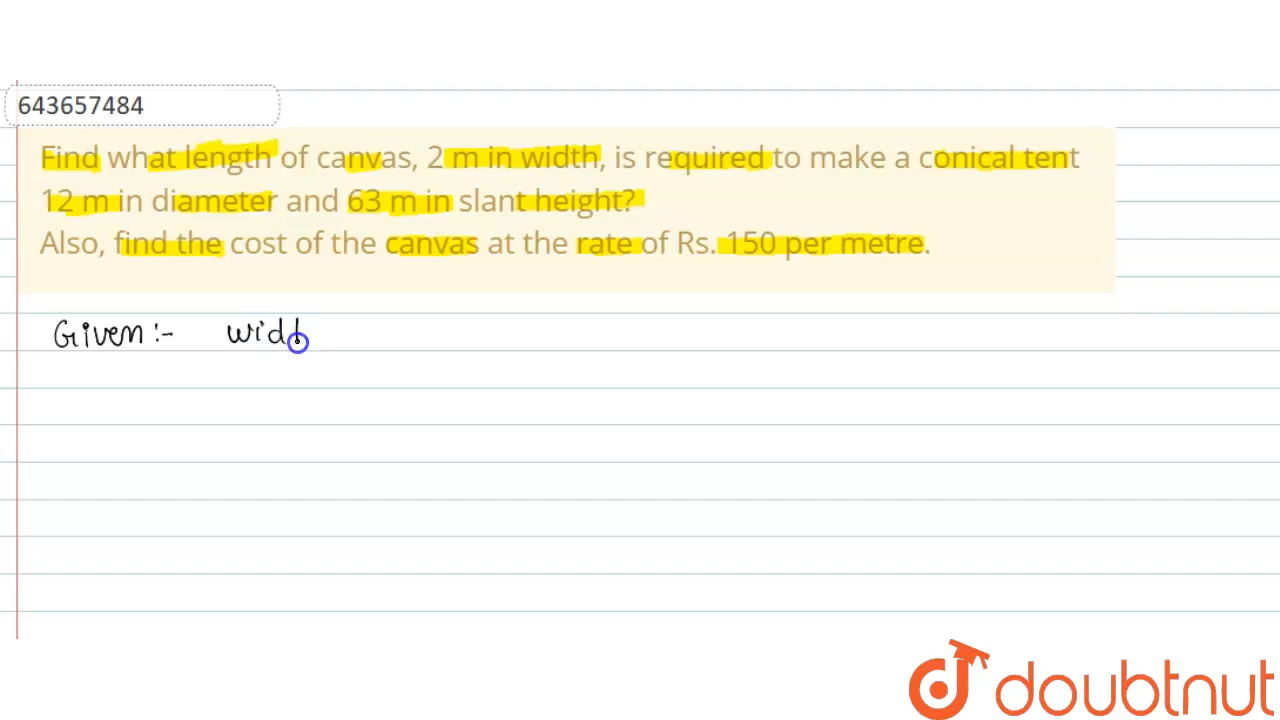 643657484
Find what length of canvas, 2 m in width, is required to make a conical tent
12 m in diameter and 63 m in slant height?
Also, find the cost of the canvas at the rate of Rs. 150 per metre.
Given :- widt
doubtnut